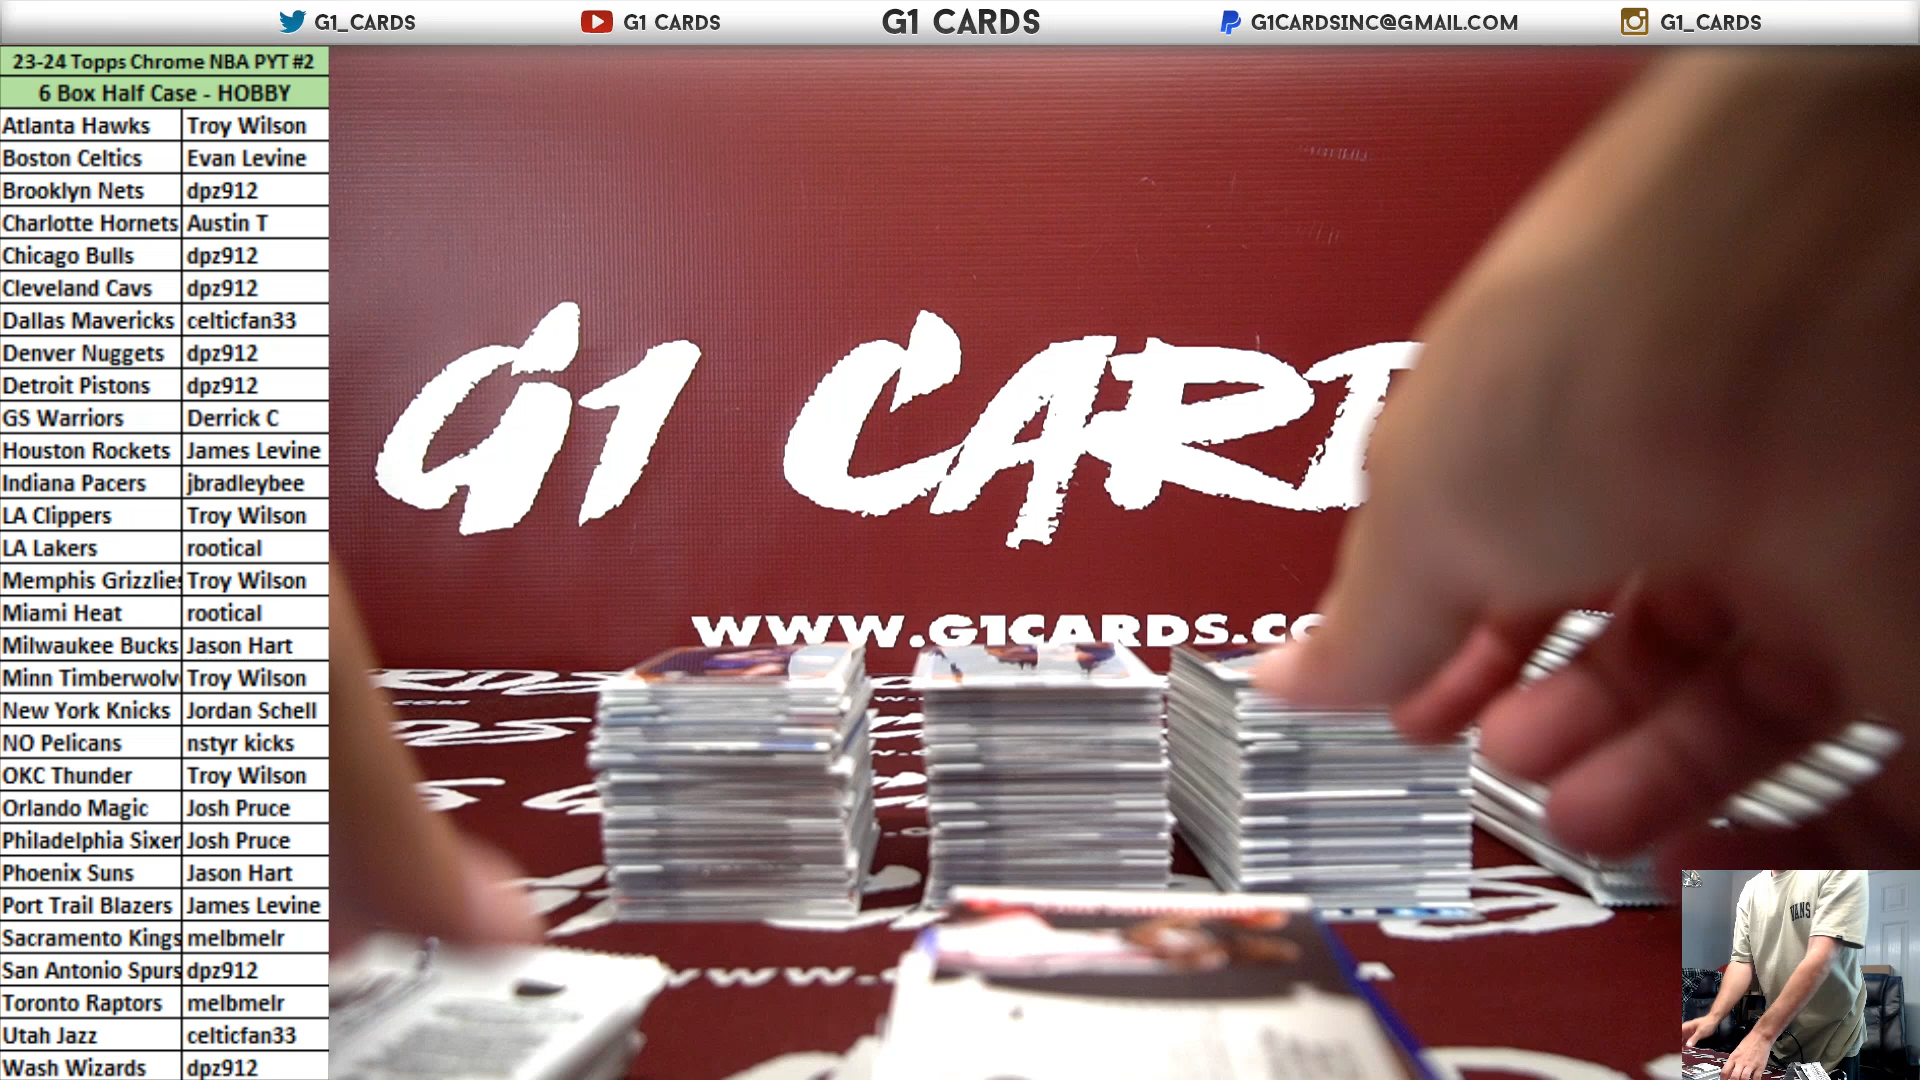 G1_CARDS G1 CARDS G1 CARDS G1CARDSINC@GMAIL.COM G1_CARDS
23-24 Topps Chrome NBA PYT #2
6 Box Half Case - HOBBY
Atlanta Hawks Troy Wilson
Boston Celtics Evan Levine
Brooklyn Nets dpz912
Charlotte Hornets Austin T
Chicago Bulls dpz912
Cleveland Cavs dpz912
Dallas Mavericks celticfan33
Denver Nuggets dpz912
Detroit Pistons dpz912
GS Warriors Derrick C
Houston Rockets James Levine
Indiana Pacers jbradleybee
LA Clippers Troy Wilson
LA Lakers rootical
Memphis Grizzlies Troy Wilson
Miami Heat rootical
Milwaukee Bucks Jason Hart
Minn Timberwolv Troy Wilson
New York Knicks Jordan Schell
NO Pelicans nstyr kicks
OKC Thunder Troy Wilson
Orlando Magic Josh Pruce
Philadelphia Sixer Josh Pruce
Phoenix Suns Jason Hart
Port Trail Blazers James Levine
Sacramento Kings melbmelr
San Antonio Spurs dpz912
Toronto Raptors melbmelr
Utah Jazz celticfan33
Wash Wizards dpz912
G1 CARD
WWW.G1CARDS.CO
VANS